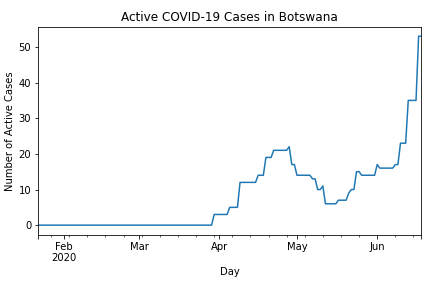 Active COVID-19 Cases in Botswana
Number of Active Cases
50
40
30
20
10
0
Feb Mar Apr May Jun
2020
Day